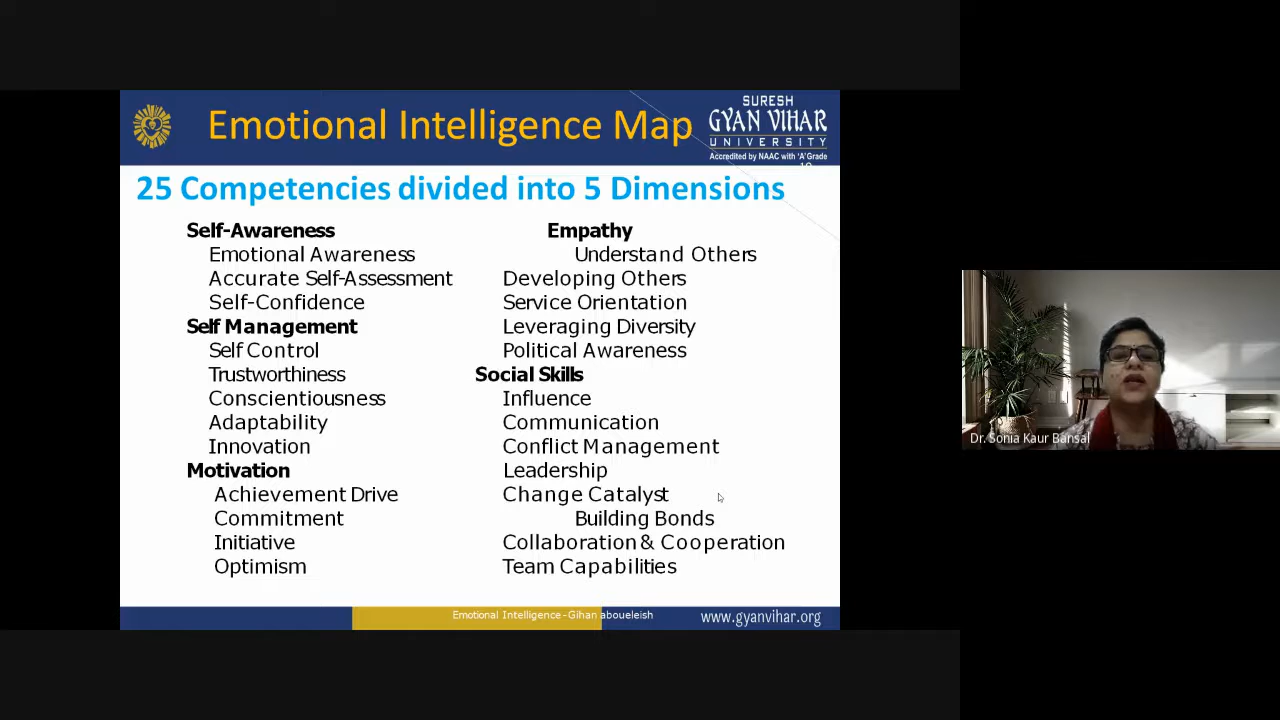 Emotional Intelligence Map
SURESH
GYAN VIHAR
UNIVERSITY
Accredited by NAAC with 'A' Grade
25 Competencies divided into 5 Dimensions
Self-Awareness
Emotional Awareness
Accurate Self-Assessment
Self-Confidence
Self Management
Self Control
Trustworthiness
Conscientiousness
Adaptability
Innovation
Motivation
Achievement Drive
Commitment
Initiative
Optimism
Empathy
Understand Others
Developing Others
Service Orientation
Leveraging Diversity
Political Awareness
Social Skills
Influence
Communication
Conflict Management
Leadership
Change Catalyst
Building Bonds
Collaboration & Cooperation
Team Capabilities
Emotional Intelligence - Gihan aboueleish
www.gyanvihar.org
Dr. Sonia Kaur Bansal